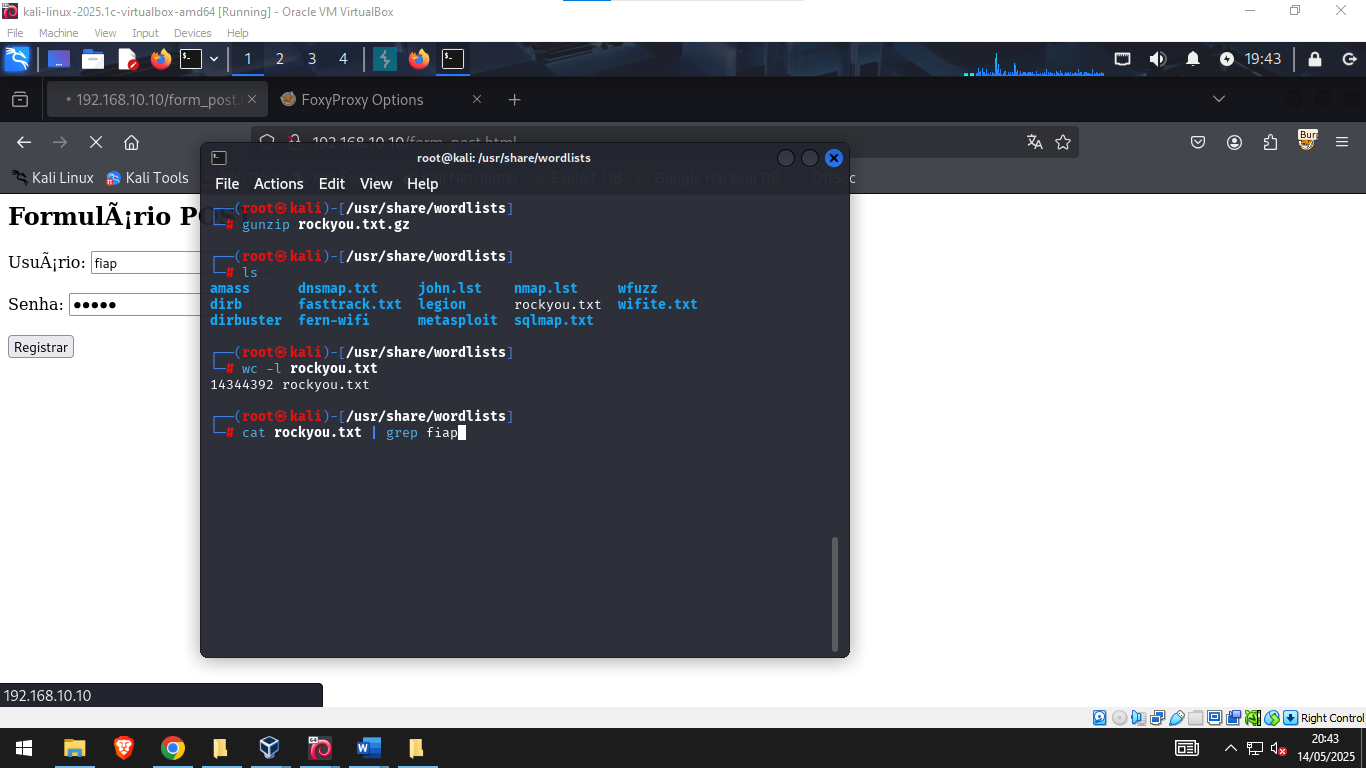 kali-linux-2025.1c-virtualbox-amd64 [Running] - Oracle VM VirtualBox
File Machine View Input Devices Help
1 2 3 4 19:43
192.168.10.10/form_post. FoxyProxy Options
192.168.10.10/form_post.html
Burp
root@kali: /usr/share/wordlists
Kali Linux Kali Tools NetHunter Exploit-DB Google Hacking DB OffSec
File Actions Edit View Help
FormulÃ¡rio POST
UsuÃ¡rio: fiap
Senha: ●●●●●
Registrar
┌──(root㉿kali)-[/usr/share/wordlists]
└─# gunzip rockyou.txt.gz
┌──(root㉿kali)-[/usr/share/wordlists]
└─# ls
amass dnsmap.txt john.lst nmap.lst wfuzz
dirb fasttrack.txt legion rockyou.txt wifite.txt
dirbuster fern-wifi metasploit sqlmap.txt
┌──(root㉿kali)-[/usr/share/wordlists]
└─# wc -l rockyou.txt
14344392 rockyou.txt
┌──(root㉿kali)-[/usr/share/wordlists]
└─# cat rockyou.txt | grep fiap
192.168.10.10
Right Control
20:43
14/05/2025